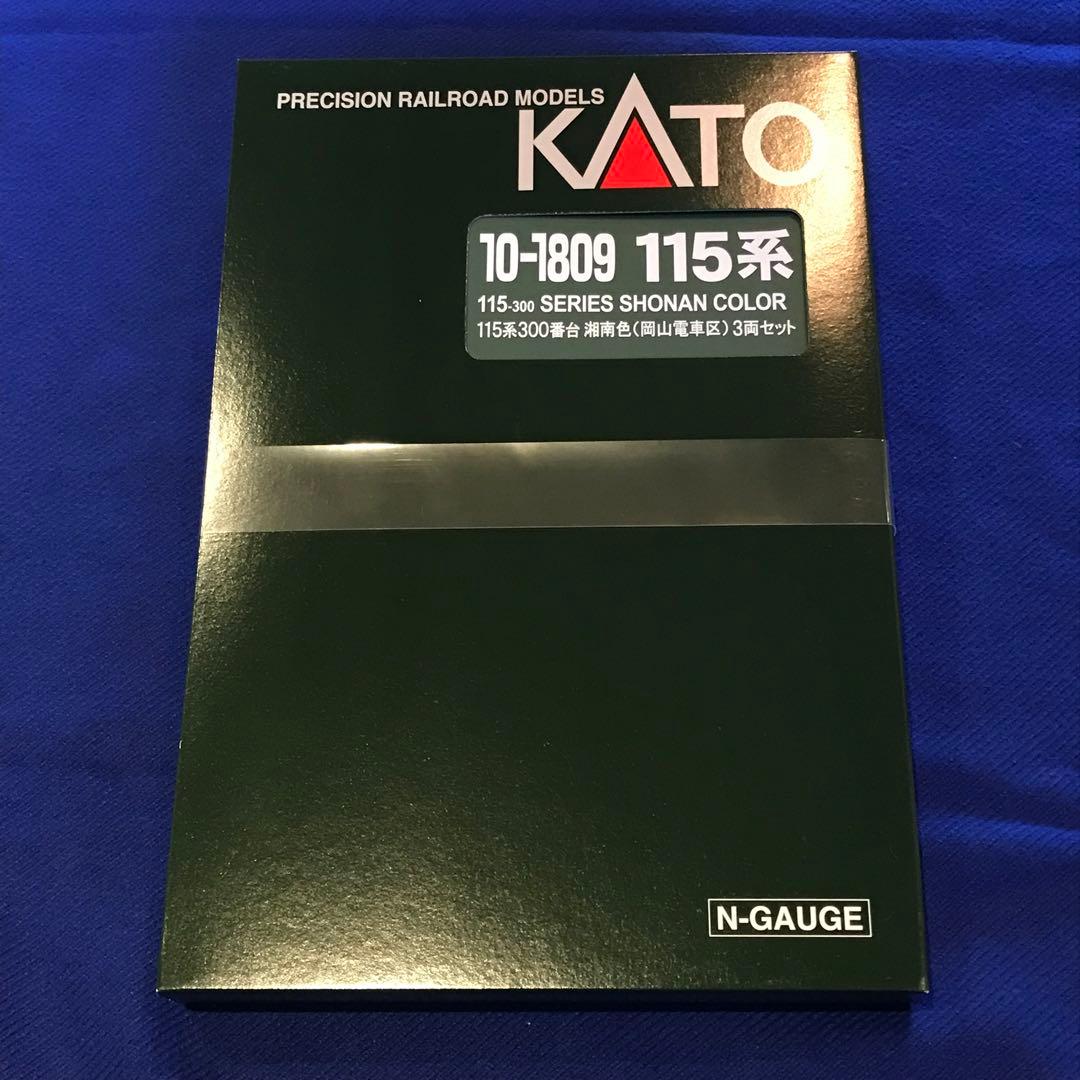 PRECISION RAILROAD MODELS
KATO
10-1809 115系
115-300 SERIES SHONAN COLOR
115系300番台 湘南色(岡山電車区)3両セット
N-GAUGE